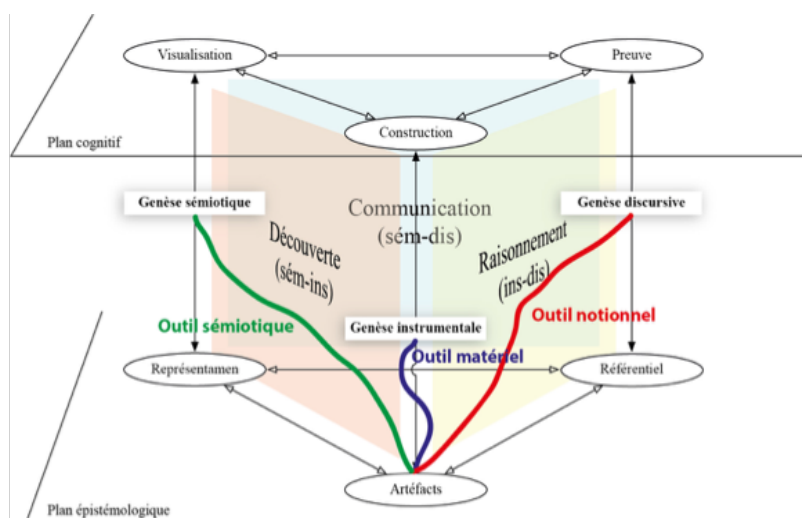 Visualisation
Preuve
Construction
Plan cognitif
Genèse sémiotique
Genèse discursive
Communication
(sém-dis)
Découverte
(sém-ins)
Raisonnement
(ins-dis)
Outil sémiotique
Genèse instrumentale
Outil notionnel
Outil matériel
Représentamen
Référentiel
Artéfacts
Plan épistémologique